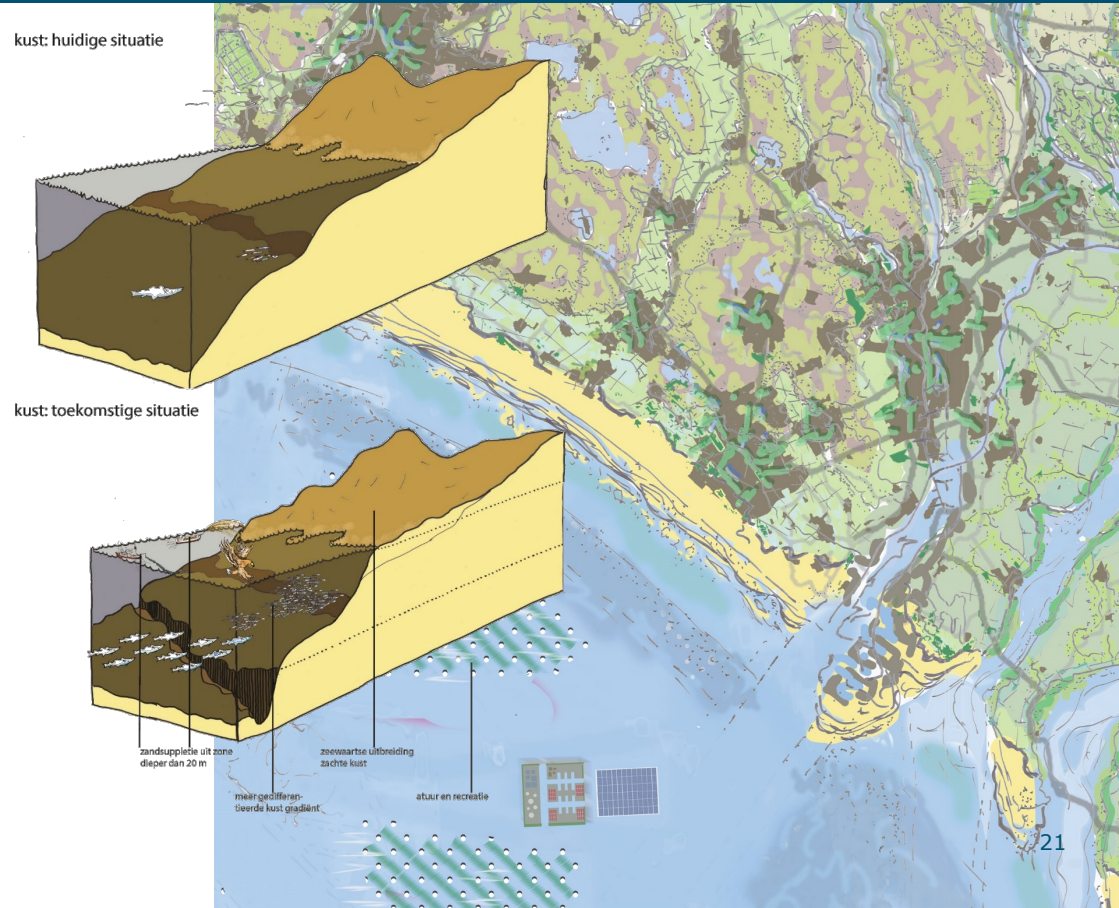 kust: huidige situatie
kust: toekomstige situatie
zandsuppletie uit zone
dieper dan 20 m
zeewaartse uitbreiding
zachte kust
meer gedifferen-
tieerde kust gradiënt
atuur en recreatie
21